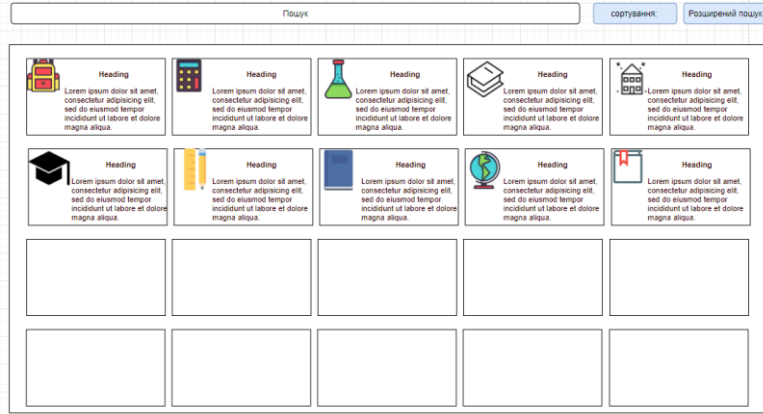 Пошук
сортування:
Розширений пошук
Heading
Lorem ipsum dolor sit amet,
consectetur adipisicing elit,
sed do eiusmod tempor
incididunt ut labore et dolore
magna aliqua.
Heading
Lorem ipsum dolor sit amet,
consectetur adipisicing elit,
sed do eiusmod tempor
incididunt ut labore et dolore
magna aliqua.
Heading
Lorem ipsum dolor sit amet,
consectetur adipisicing elit,
sed do eiusmod tempor
incididunt ut labore et dolore
magna aliqua.
Heading
Lorem ipsum dolor sit amet,
consectetur adipisicing elit,
sed do eiusmod tempor
incididunt ut labore et dolore
magna aliqua.
Heading
Lorem ipsum dolor sit amet,
consectetur adipisicing elit,
sed do eiusmod tempor
incididunt ut labore et dolore
magna aliqua.
Heading
Lorem ipsum dolor sit amet,
consectetur adipisicing elit,
sed do eiusmod tempor
incididunt ut labore et dolore
magna aliqua.
Heading
Lorem ipsum dolor sit amet,
consectetur adipisicing elit,
sed do eiusmod tempor
incididunt ut labore et dolore
magna aliqua.
Heading
Lorem ipsum dolor sit amet,
consectetur adipisicing elit,
sed do eiusmod tempor
incididunt ut labore et dolore
magna aliqua.
Heading
Lorem ipsum dolor sit amet,
consectetur adipisicing elit,
sed do eiusmod tempor
incididunt ut labore et dolore
magna aliqua.
Heading
Lorem ipsum dolor sit amet,
consectetur adipisicing elit,
sed do eiusmod tempor
incididunt ut labore et dolore
magna aliqua.